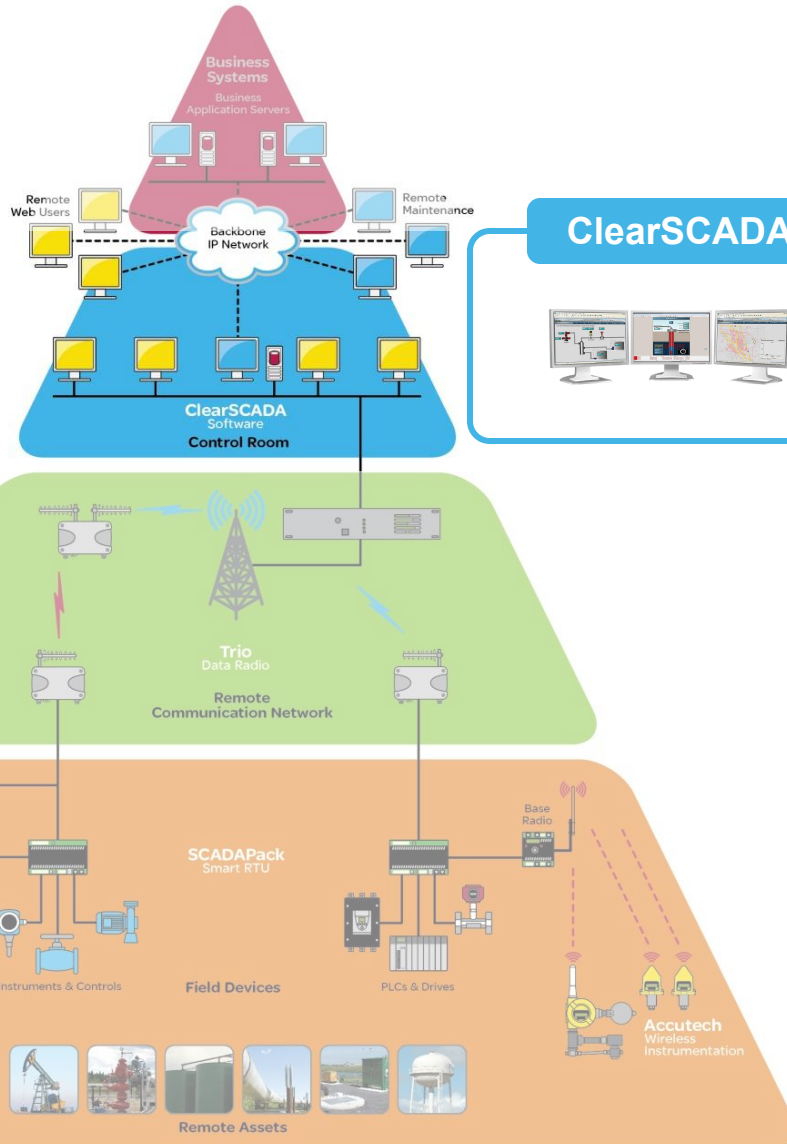 Business
Systems
Business
Application Servers
Remote
Web Users
Remote
Maintenance
Backbone
IP Network
ClearSCADA
ClearSCADA
Software
Control Room
Trio
Data Radio
Remote
Communication Network
Base
Radio
SCADAPack
Smart RTU
nstruments & Controls
Field Devices
PLCs & Drives
Accutech
Wireless
Instrumentation
Remote Assets